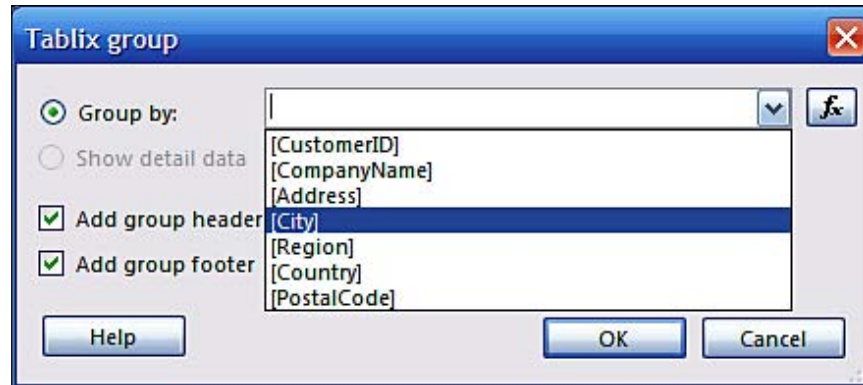 Tablix group
Group by:
fx
[CustomerID]
Show detail data
[CompanyName]
[Address]
Add group header
[City]
[Region]
Add group footer
[Country]
[PostalCode]
Help
OK
Cancel